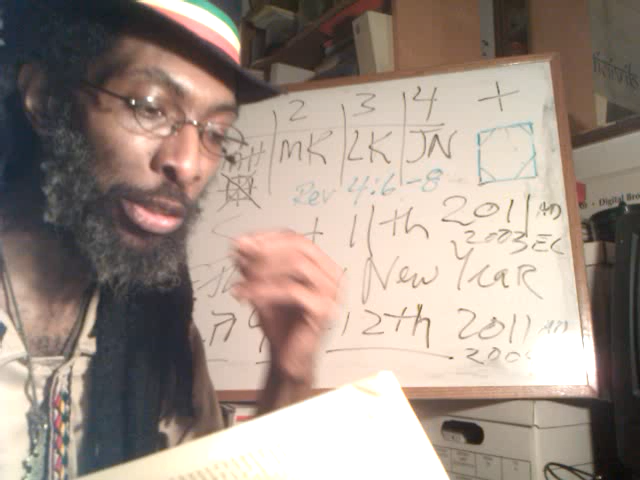 2 3 4 +
MK LK JN
Rev 4:6-8
+ 11th 2011 AD
2003 EC
New Year
12th 2011 AD
Digital